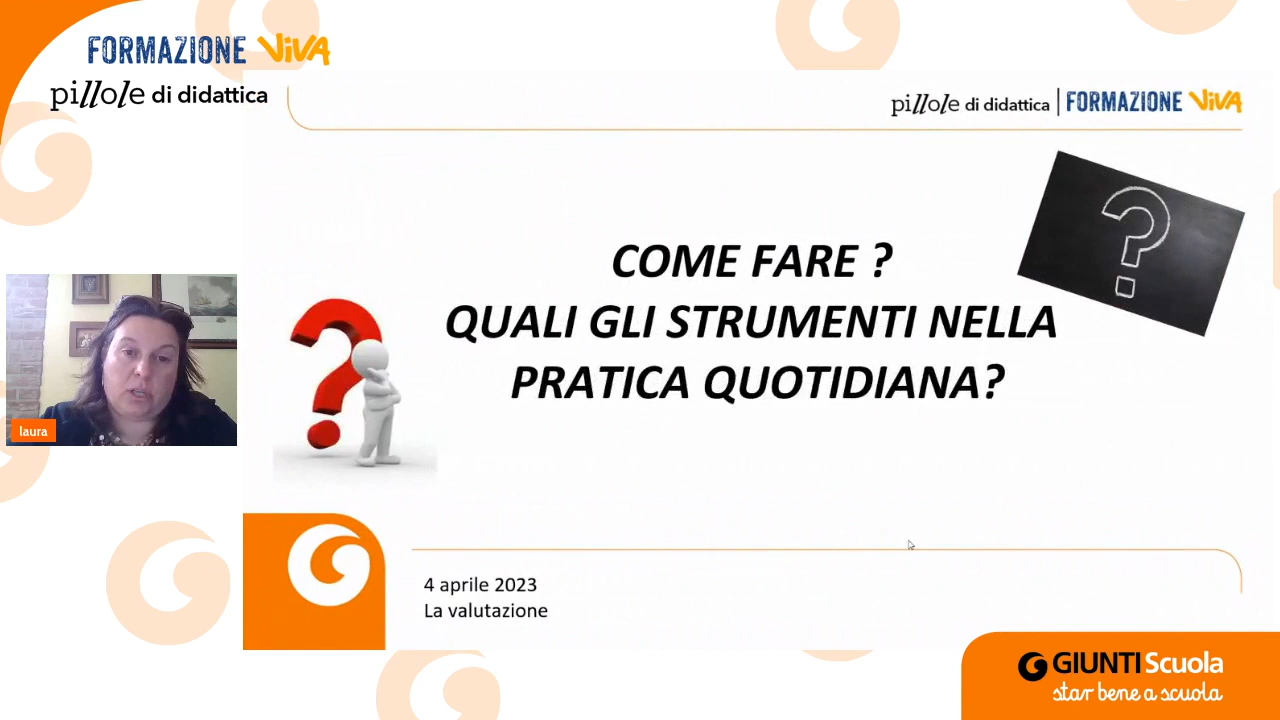 FORMAZIONE VIVA
pillole di didattica
pillole di didattica | FORMAZIONE VIVA
COME FARE ?
QUALI GLI STRUMENTI NELLA
PRATICA QUOTIDIANA?
laura
4 aprile 2023
La valutazione
GIUNTI Scuola
star bene a scuola